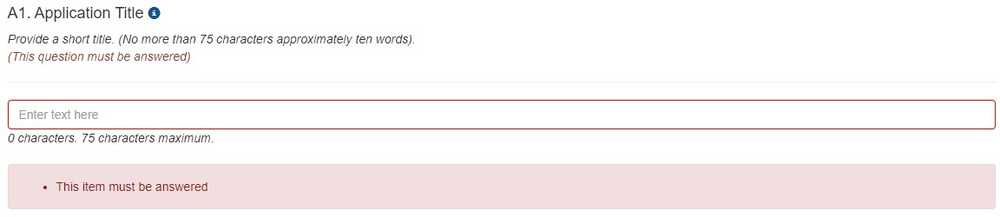 A1. Application Title
Provide a short title. (No more than 75 characters approximately ten words).
(This question must be answered)
Enter text here
0 characters. 75 characters maximum.
• This item must be answered